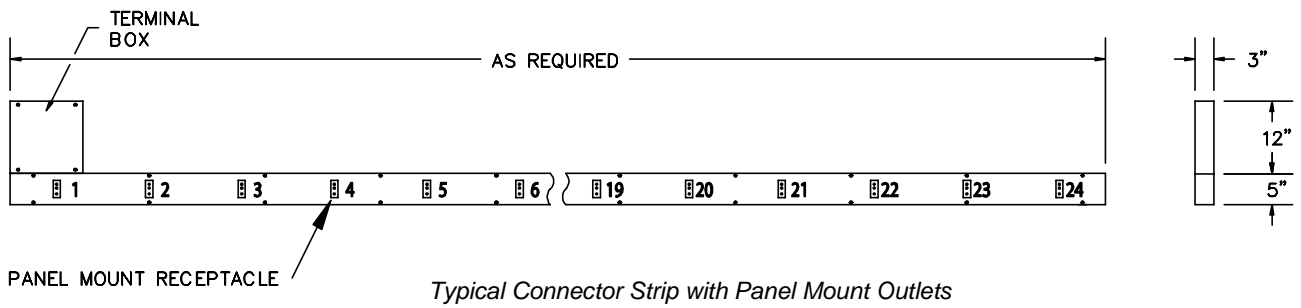 TERMINAL
BOX
AS REQUIRED
3"
12"
1 2 3 4 5 6 19 20 21 22 23 24
5"
PANEL MOUNT RECEPTACLE
Typical Connector Strip with Panel Mount Outlets